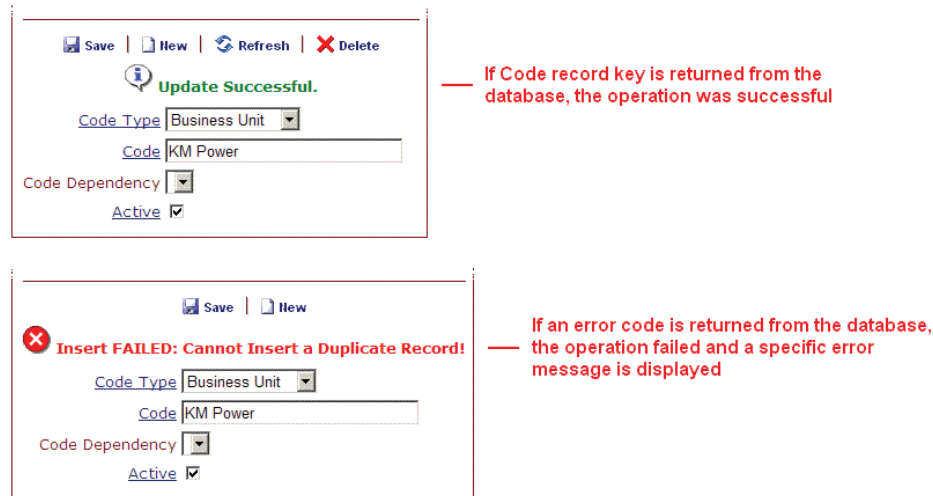 Save | New | Refresh | Delete
Update Successful.
Code Type Business Unit
Code KM Power
Code Dependency
Active
If Code record key is returned from the
database, the operation was successful
Save | New
Insert FAILED: Cannot Insert a Duplicate Record!
Code Type Business Unit
Code KM Power
Code Dependency
Active
If an error code is returned from the database,
the operation failed and a specific error
message is displayed